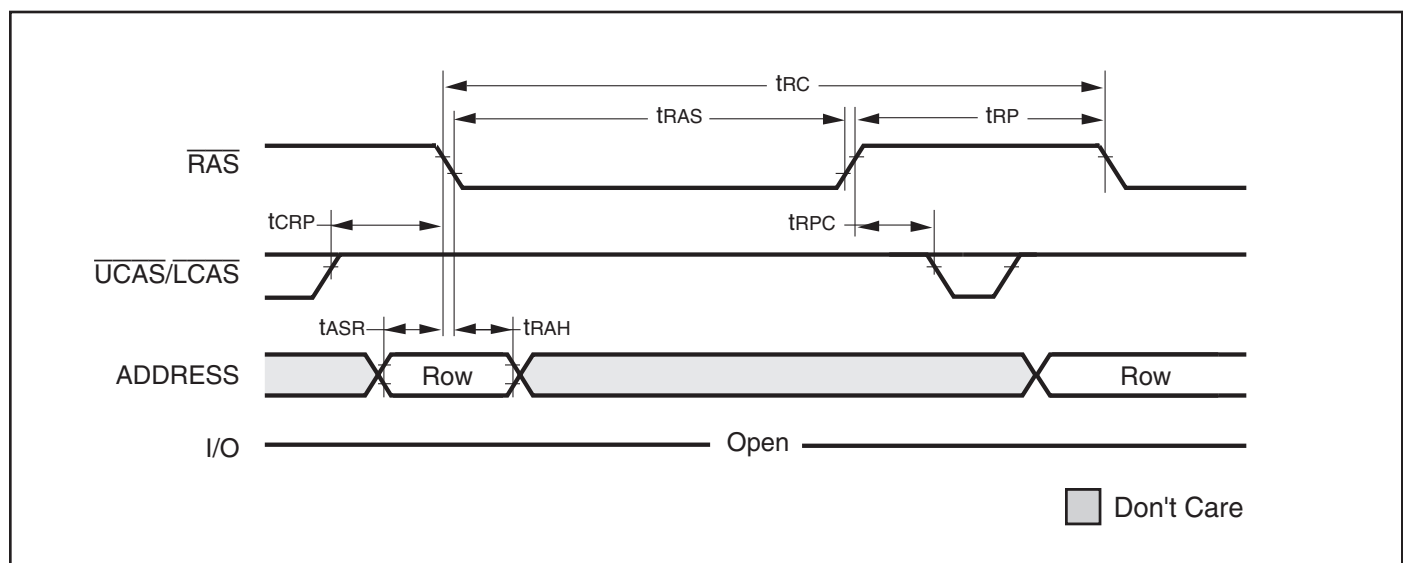 tRC
tRAS
tRP
RAS
tCRP
tRPC
UCAS/LCAS
tASR
tRAH
ADDRESS
Row
Row
I/O
Open
Don't Care